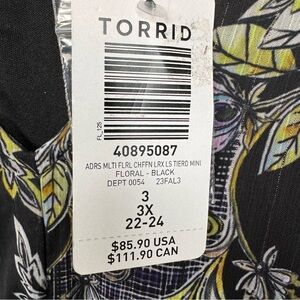 TORRID
FL_125
40895087
ADRS MLTI FLRL CHFFN LRX LS TIERD MINI
FLORAL - BLACK
DEPT 0054 23FAL3
3
3X
22-24
$85.90 USA
$111.90 CAN